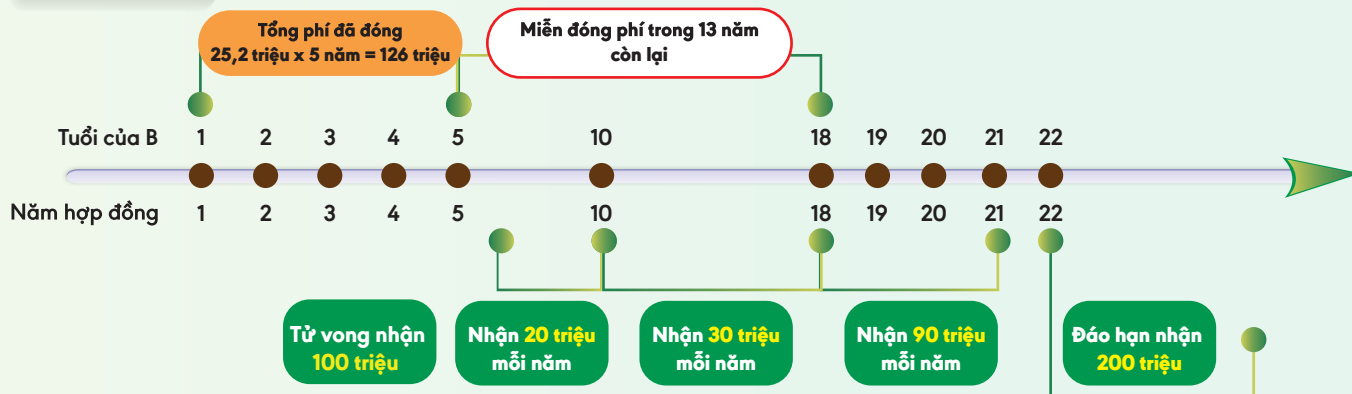 Tổng phí đã đóng
25,2 triệu x 5 năm = 126 triệu
Miễn đóng phí trong 13 năm
còn lại
Tuổi của B 1 2 3 4 5 10 18 19 20 21 22
Năm hợp đồng 1 2 3 4 5 10 18 19 20 21 22
Tử vong nhận
100 triệu
Nhận 20 triệu
mỗi năm
Nhận 30 triệu
mỗi năm
Nhận 90 triệu
mỗi năm
Đáo hạn nhận
200 triệu